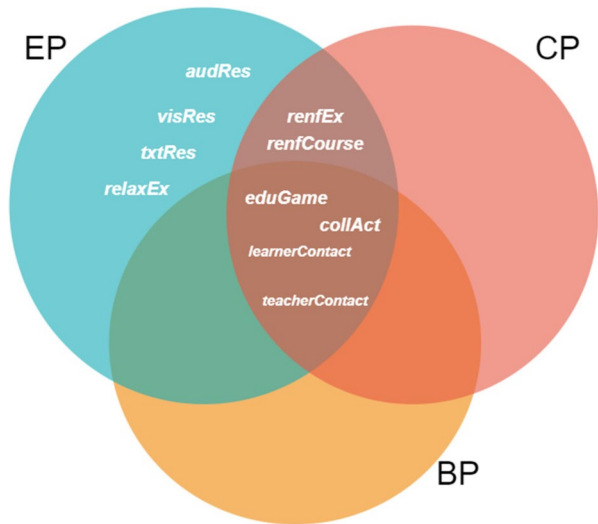 EP
CP
audRes
visRes
txtRes
relaxEx
renfEx
renfCourse
eduGame
collAct
learnerContact
teacherContact
BP